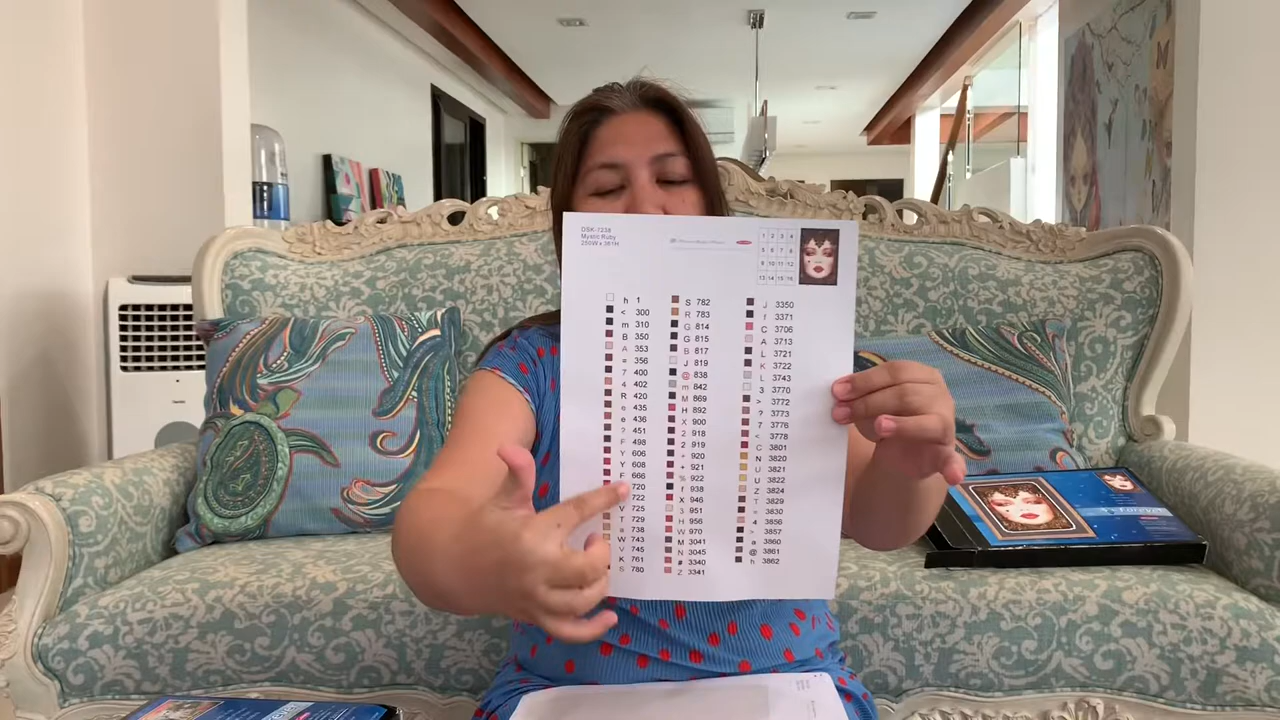 DSK-7238
Mystic Ruby
250W x 361H
1 2 3 4
5 6 7 8
9 10 11 12
13 14 15 16
h 1
< 300
m 310
B 350
A 353
= 356
7 400
4 402
R 420
e 435
e 436
? 451
F 498
Y 606
Y 608
F 666
720
722
V 725
T 729
s 738
W 743
V 745
K 761
S 780
S 782
R 783
G 814
G 815
B 817
J 819
@ 838
m 842
M 869
H 892
X 900
2 918
2 919
+ 920
+ 921
% 922
f 938
X 946
3 951
H 956
W 970
M 3041
N 3045
# 3340
Z 3341
J 3350
f 3371
C 3706
A 3713
L 3721
K 3722
L 3743
3 3770
> 3772
? 3773
7 3776
< 3778
C 3801
N 3820
U 3821
U 3822
Z 3824
T 3829
= 3830
4 3856
> 3857
a 3860
@ 3861
h 3862